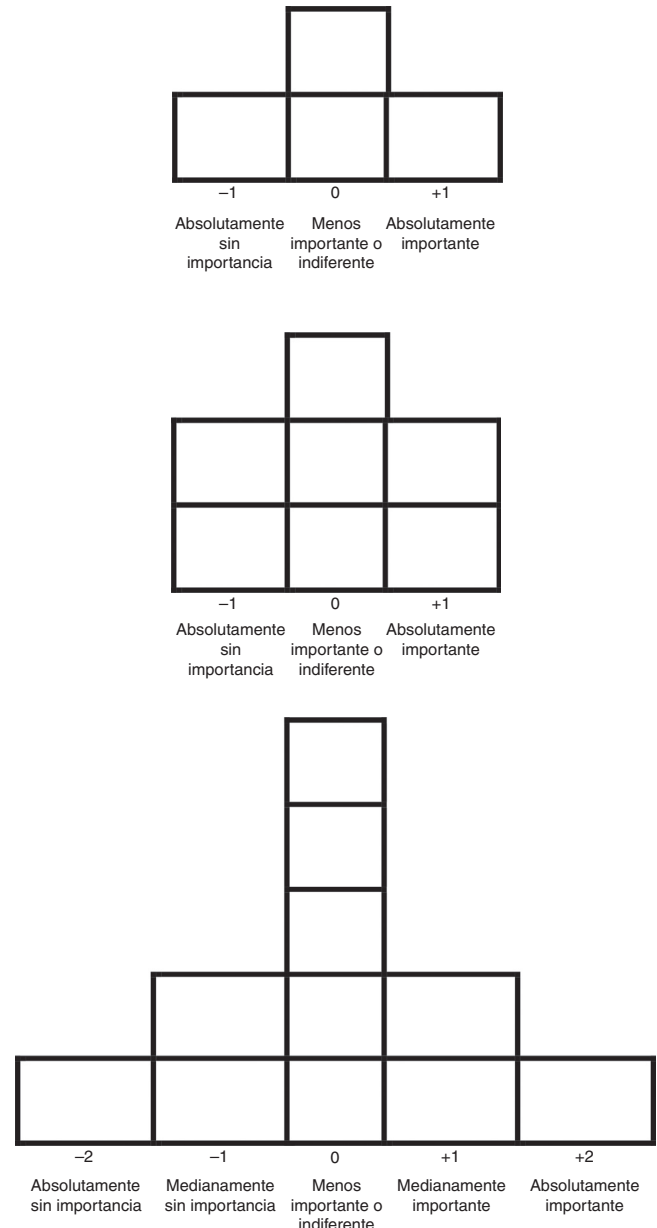 –1 0 +1
Absolutamente Menos Absolutamente
sin importante o importante
importancia indiferente
–1 0 +1
Absolutamente Menos Absolutamente
sin importante o importante
importancia indiferente
–2 –1 0 +1 +2
Absolutamente Medianamente Menos Medianamente Absolutamente
sin importancia sin importancia importante o importante importante
indiferente